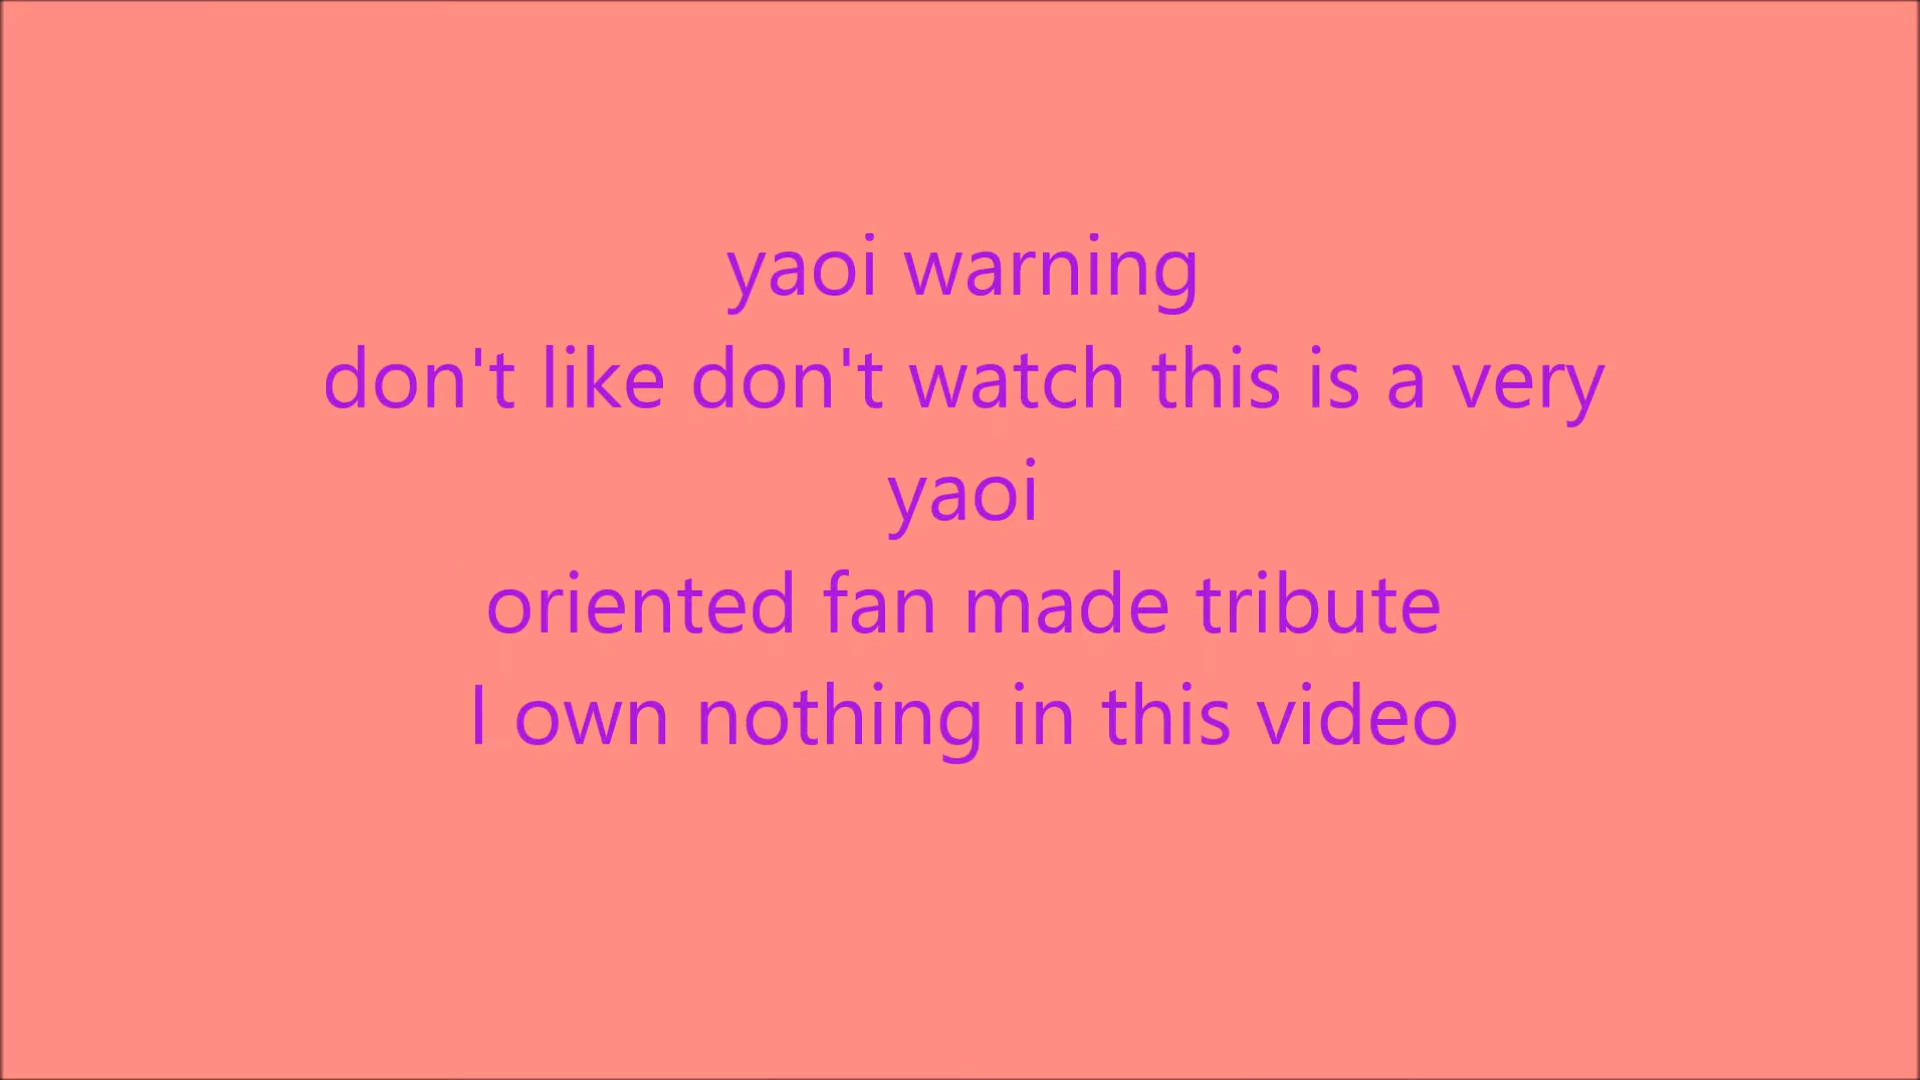 yaoi warning
don't like don't watch this is a very
yaoi
oriented fan made tribute
I own nothing in this video